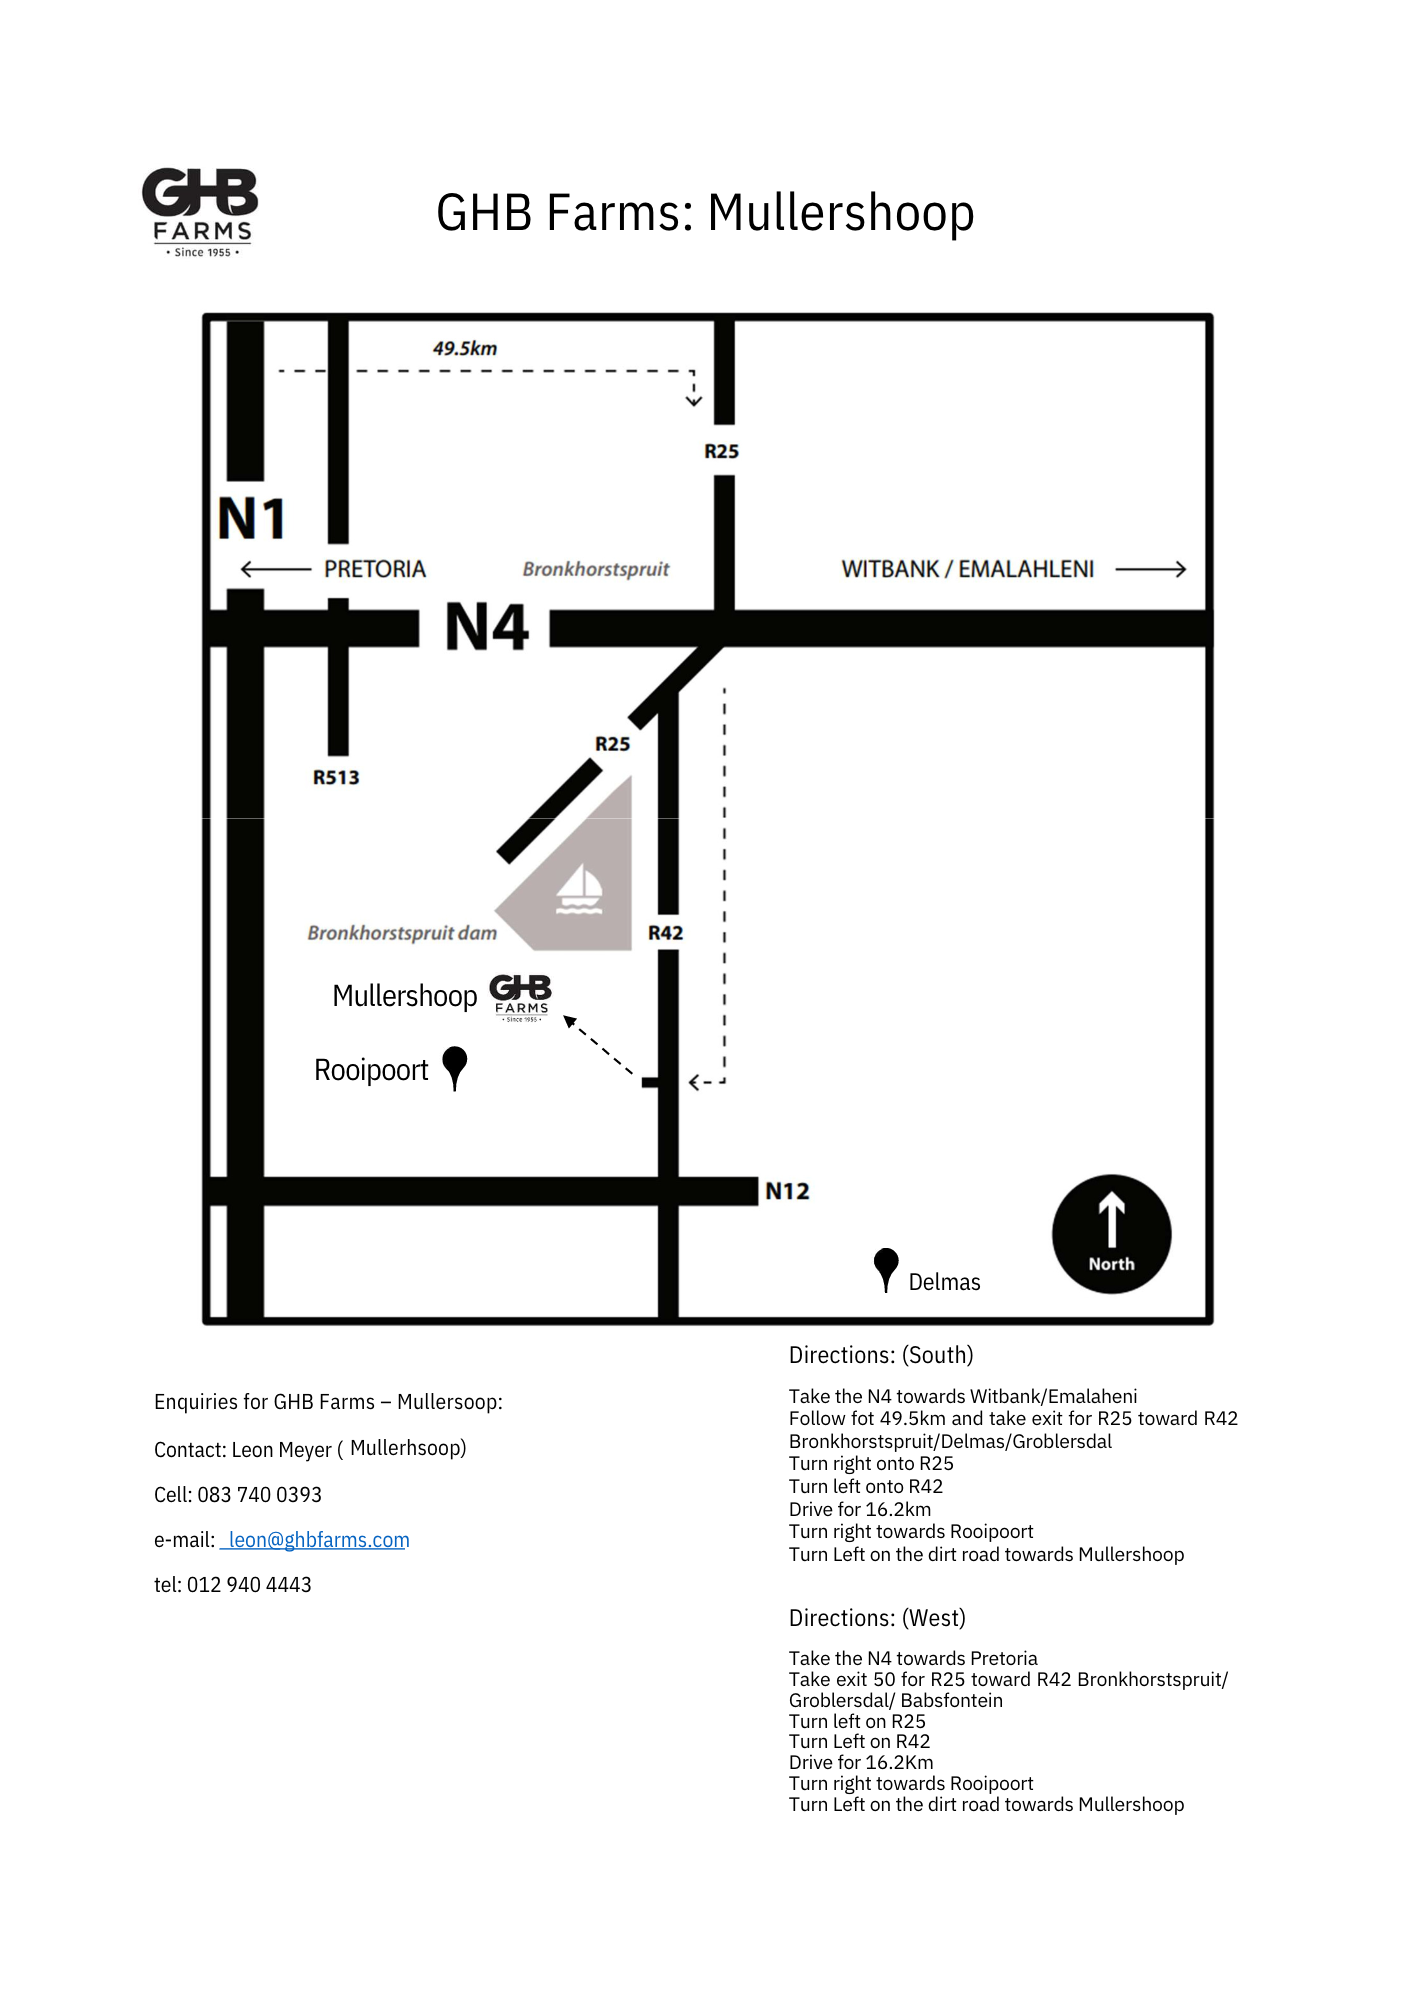 GHB
FARMS
• Since 1955 •
GHB Farms: Mullershoop
49.5km
R25
N1
PRETORIA
Bronkhorstspruit
WITBANK / EMALAHLENI
N4
R25
R513
Bronkhorstspruit dam
R42
Mullershoop
GHB
FARMS
• Since 1955 •
Rooipoort
N12
North
Delmas
Enquiries for GHB Farms – Mullersoop:
Contact: Leon Meyer ( Mullerhsoop)
Cell: 083 740 0393
e-mail: leon@ghbfarms.com
tel: 012 940 4443
Directions: (South)
Take the N4 towards Witbank/Emalaheni
Follow fot 49.5km and take exit for R25 toward R42
Bronkhorstspruit/Delmas/Groblersdal
Turn right onto R25
Turn left onto R42
Drive for 16.2km
Turn right towards Rooipoort
Turn Left on the dirt road towards Mullershoop
Directions: (West)
Take the N4 towards Pretoria
Take exit 50 for R25 toward R42 Bronkhorstspruit/
Groblersdal/ Babsfontein
Turn left on R25
Turn Left on R42
Drive for 16.2Km
Turn right towards Rooipoort
Turn Left on the dirt road towards Mullershoop